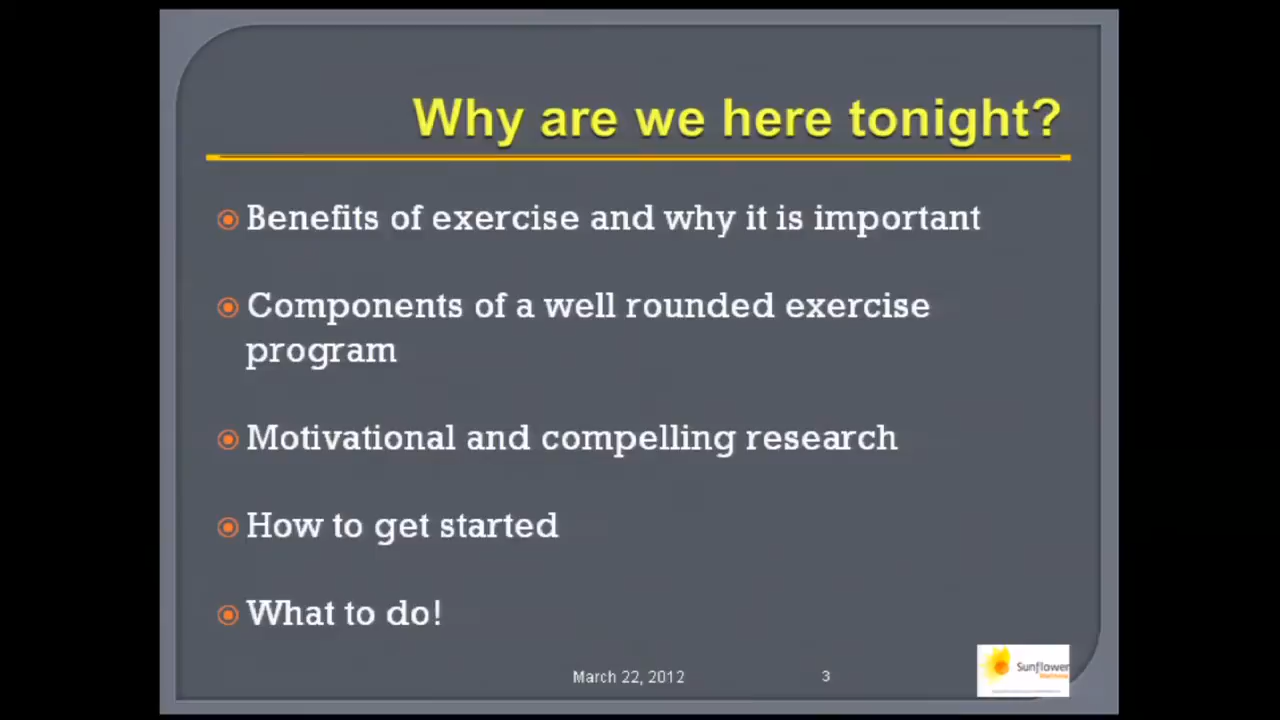 Why are we here tonight?
Benefits of exercise and why it is important
Components of a well rounded exercise
program
Motivational and compelling research
How to get started
What to do!
March 22, 2012
3
Sunflower